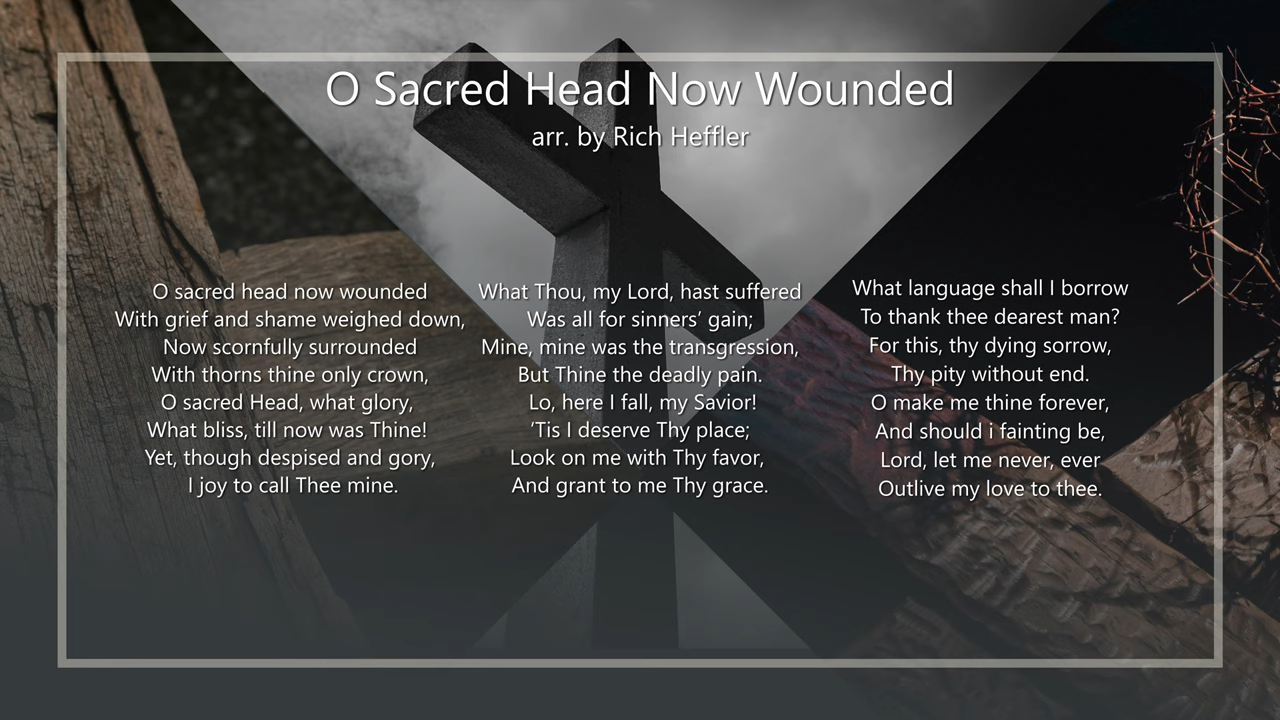 O Sacred Head Now Wounded
arr. by Rich Heffler
O sacred head now wounded
With grief and shame weighed down,
Now scornfully surrounded
With thorns thine only crown,
O sacred Head, what glory,
What bliss, till now was Thine!
Yet, though despised and gory,
I joy to call Thee mine.
What Thou, my Lord, hast suffered
Was all for sinners’ gain;
Mine, mine was the transgression,
But Thine the deadly pain.
Lo, here I fall, my Savior!
’Tis I deserve Thy place;
Look on me with Thy favor,
And grant to me Thy grace.
What language shall I borrow
To thank thee dearest man?
For this, thy dying sorrow,
Thy pity without end.
O make me thine forever,
And should i fainting be,
Lord, let me never, ever
Outlive my love to thee.